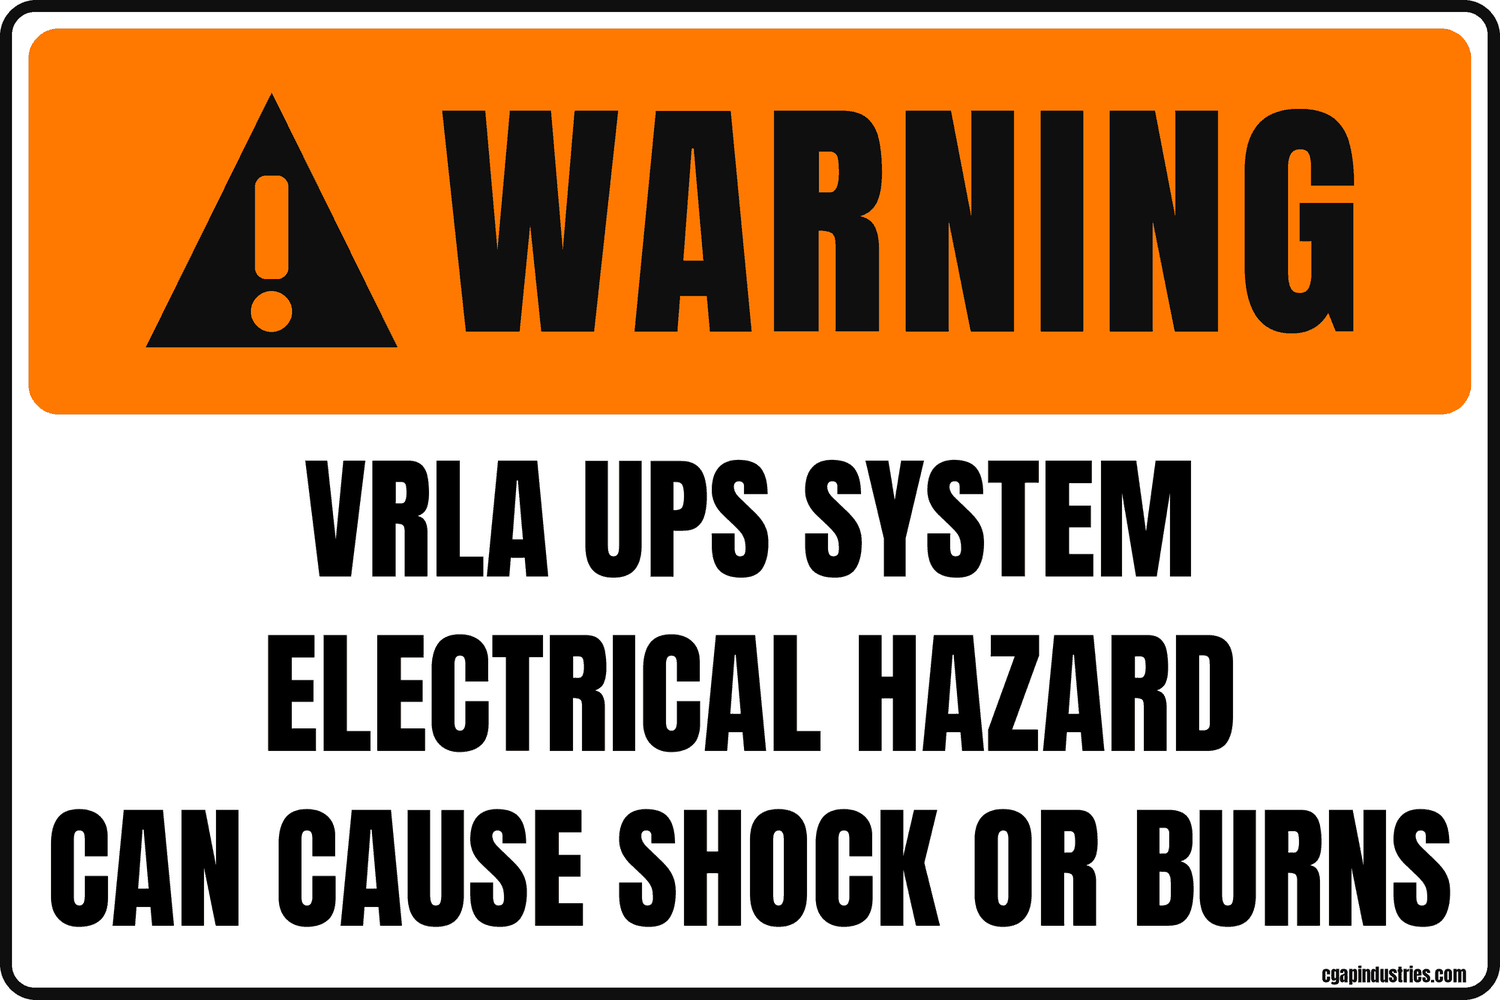 WARNING
VRLA UPS SYSTEM
ELECTRICAL HAZARD
CAN CAUSE SHOCK OR BURNS
cgapindustries.com